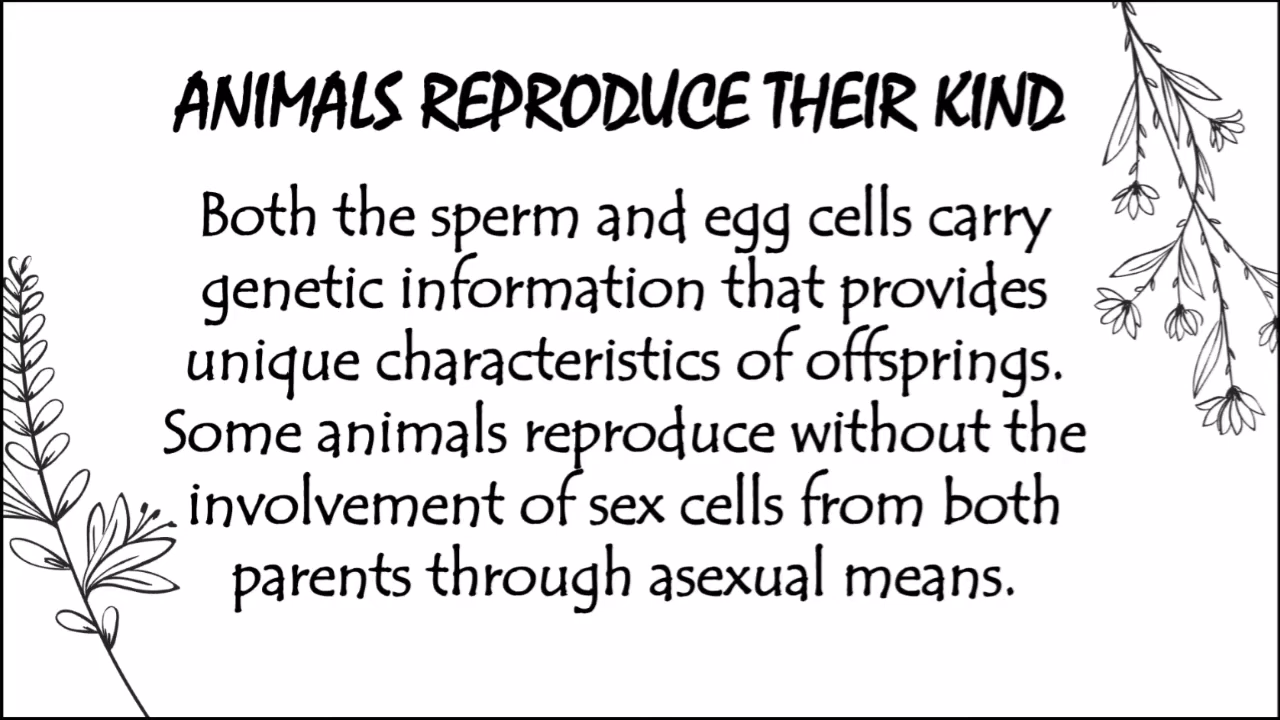 ANIMALS REPRODUCE THEIR KIND
Both the sperm and egg cells carry
genetic information that provides
unique characteristics of offsprings.
Some animals reproduce without the
involvement of sex cells from both
parents through asexual means.